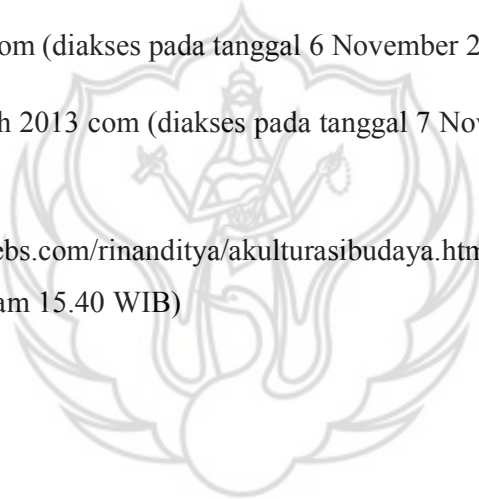 om (diakses pada tanggal 6 November 2
h 2013 com (diakses pada tanggal 7 Nov
ebs.com/rinanditya/akulturasibudaya.htm
am 15.40 WIB)